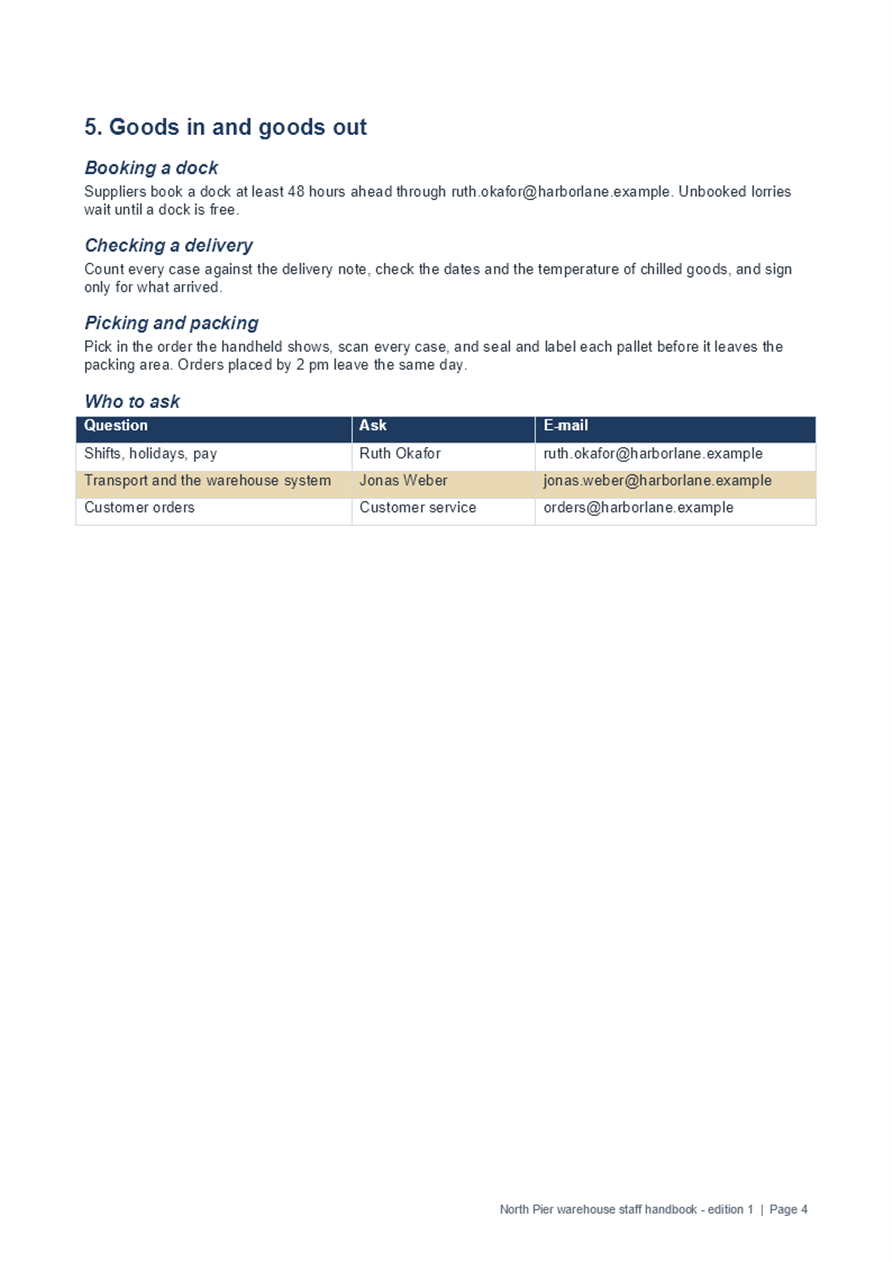 5. Goods in and goods out
Booking a dock
Suppliers book a dock at least 48 hours ahead through ruth.okafor@harborlane.example. Unbooked lorries
wait until a dock is free.
Checking a delivery
Count every case against the delivery note, check the dates and the temperature of chilled goods, and sign
only for what arrived.
Picking and packing
Pick in the order the handheld shows, scan every case, and seal and label each pallet before it leaves the
packing area. Orders placed by 2 pm leave the same day.
Who to ask
Question Ask E-mail
Shifts, holidays, pay Ruth Okafor ruth.okafor@harborlane.example
Transport and the warehouse system Jonas Weber jonas.weber@harborlane.example
Customer orders Customer service orders@harborlane.example
North Pier warehouse staff handbook - edition 1 | Page 4